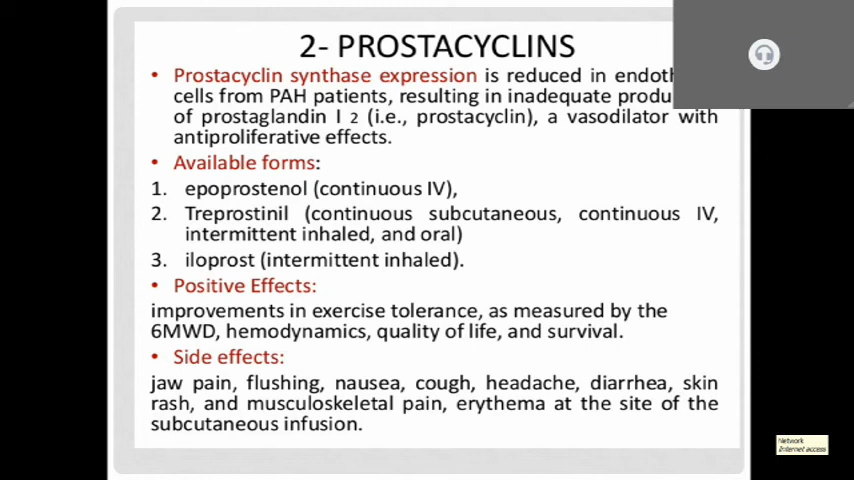 2- PROSTACYCLINS
• Prostacyclin synthase expression is reduced in
cells from PAH patients, resulting in inadequate
of prostaglandin I 2 (i.e., prostacyclin), a vasodilator with
antiproliferative effects.
• Available forms:
1. epoprostenol (continuous IV),
2. Treprostinil (continuous subcutaneous, continuous IV,
intermittent inhaled, and oral)
3. iloprost (intermittent inhaled).
• Positive Effects:
improvements in exercise tolerance, as measured by the
6MWD, hemodynamics, quality of life, and survival.
• Side effects:
jaw pain, flushing, nausea, cough, headache, diarrhea, skin
rash, and musculoskeletal pain, erythema at the site of the
subcutaneous infusion.
Network
Internet access